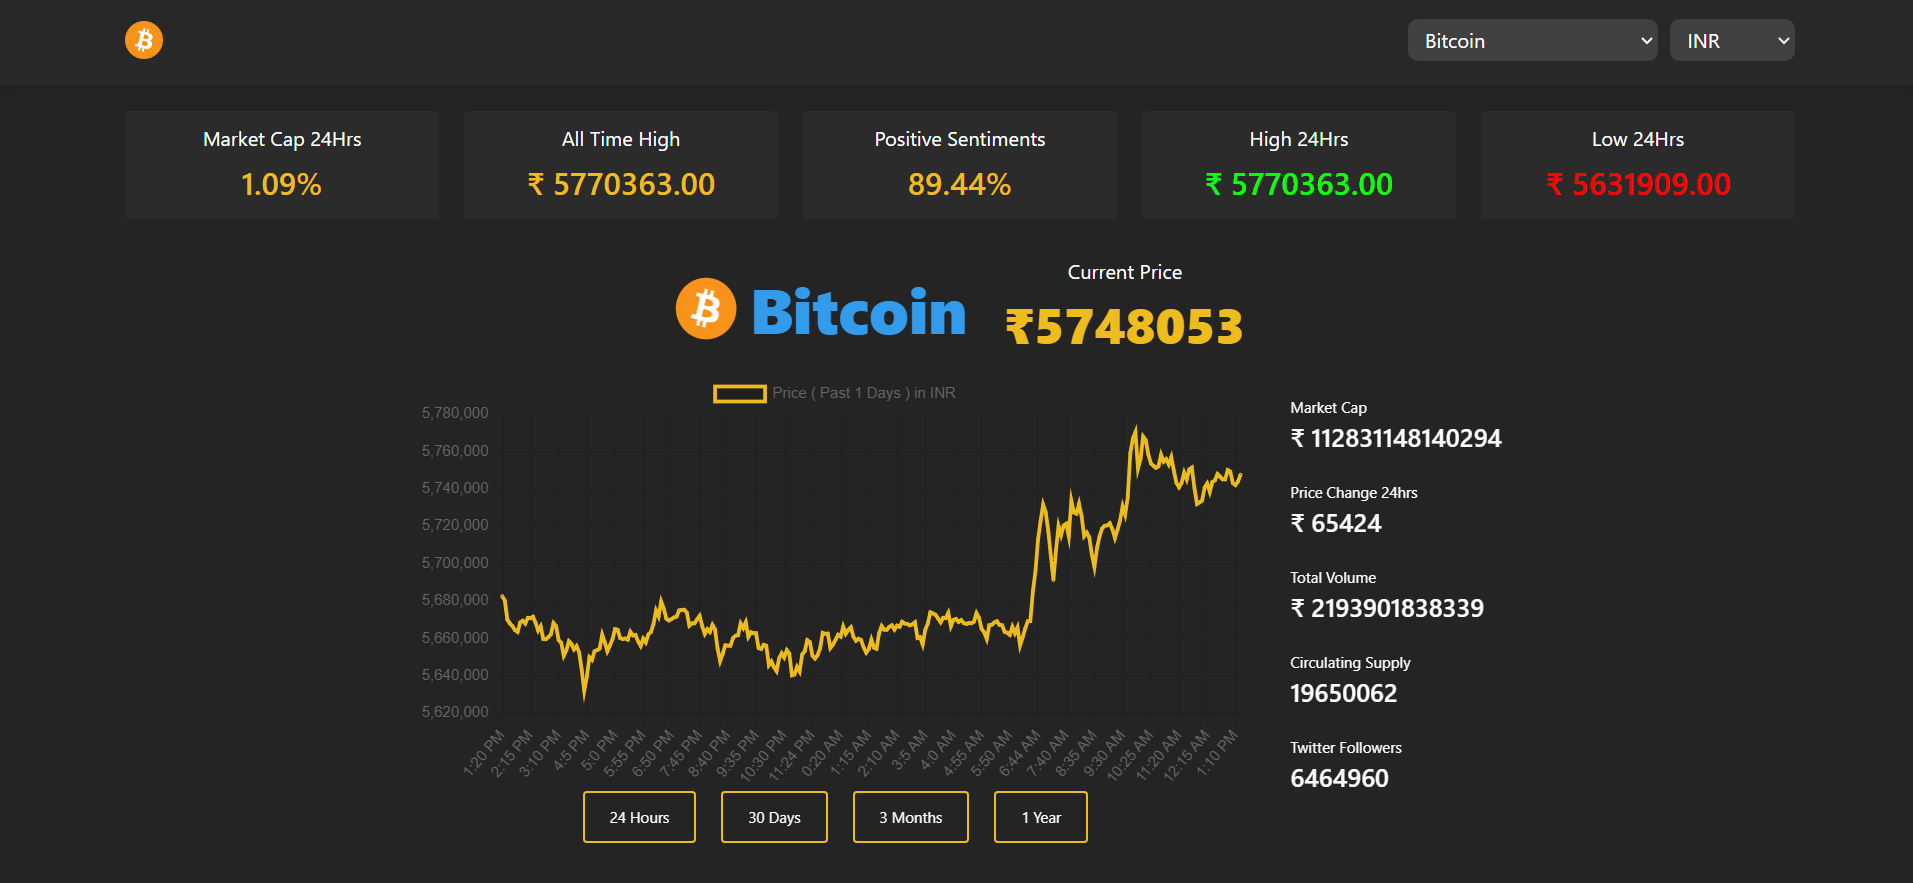 Bitcoin
INR
Market Cap 24Hrs
1.09%
All Time High
₹ 5770363.00
Positive Sentiments
89.44%
High 24Hrs
₹ 5770363.00
Low 24Hrs
₹ 5631909.00
Bitcoin
Current Price
₹5748053
Price ( Past 1 Days ) in INR
5,780,000
5,760,000
5,740,000
5,720,000
5,700,000
5,680,000
5,660,000
5,640,000
5,620,000
1:20 PM
2:15 PM
3:10 PM
4:5 PM
5:0 PM
5:55 PM
6:50 PM
7:45 PM
8:40 PM
9:35 PM
10:30 PM
11:24 PM
0:20 AM
1:15 AM
2:10 AM
3:5 AM
4:0 AM
4:55 AM
5:50 AM
6:44 AM
7:40 AM
8:35 AM
9:30 AM
10:25 AM
11:20 AM
12:15 AM
1:10 PM
24 Hours
30 Days
3 Months
1 Year
Market Cap
₹ 112831148140294
Price Change 24hrs
₹ 65424
Total Volume
₹ 2193901838339
Circulating Supply
19650062
Twitter Followers
6464960